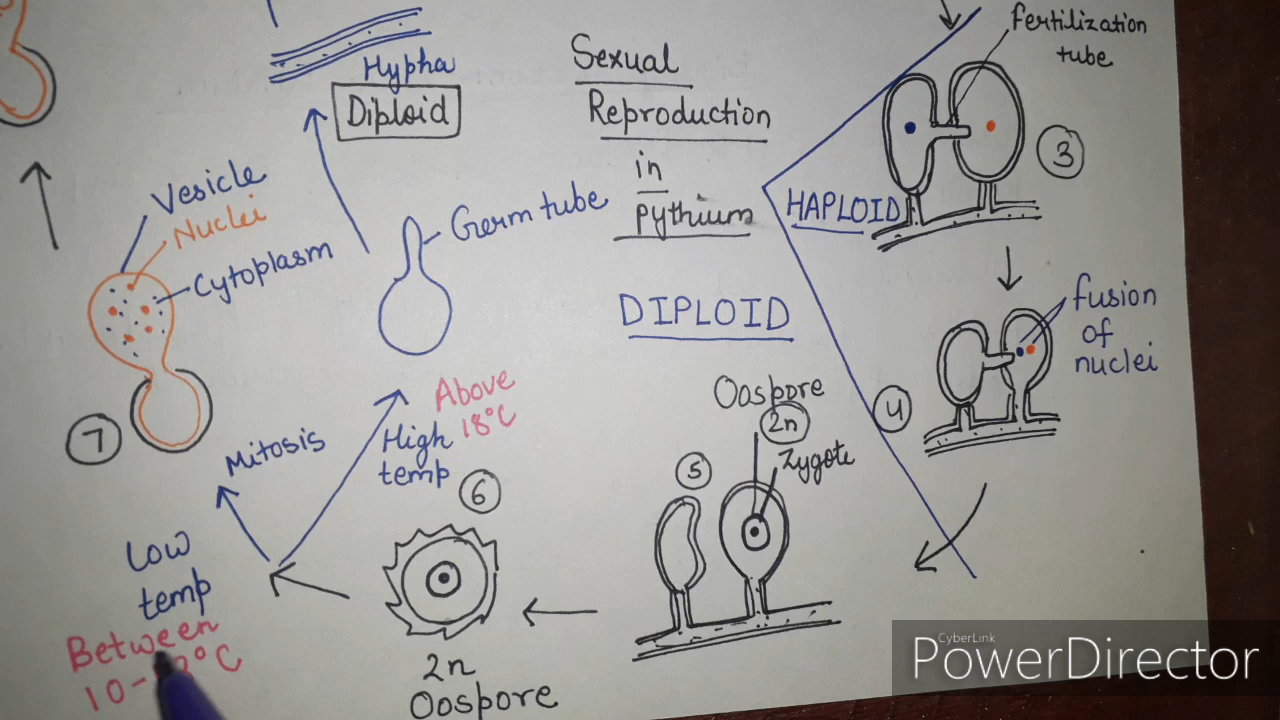 fertilization
tube
Hypha
Diploid
Sexual
Reproduction
in
Pythium
3
HAPLOID
Vesicle
Nuclei
Cytoplasm
Germ tube
DIPLOID
fusion
of
nuclei
4
7
Mitosis
Above
18°C
High
temp
6
Oospore
2n
Zygote
5
Low
temp
Between
2n
Oospore
CyberLink
PowerDirector